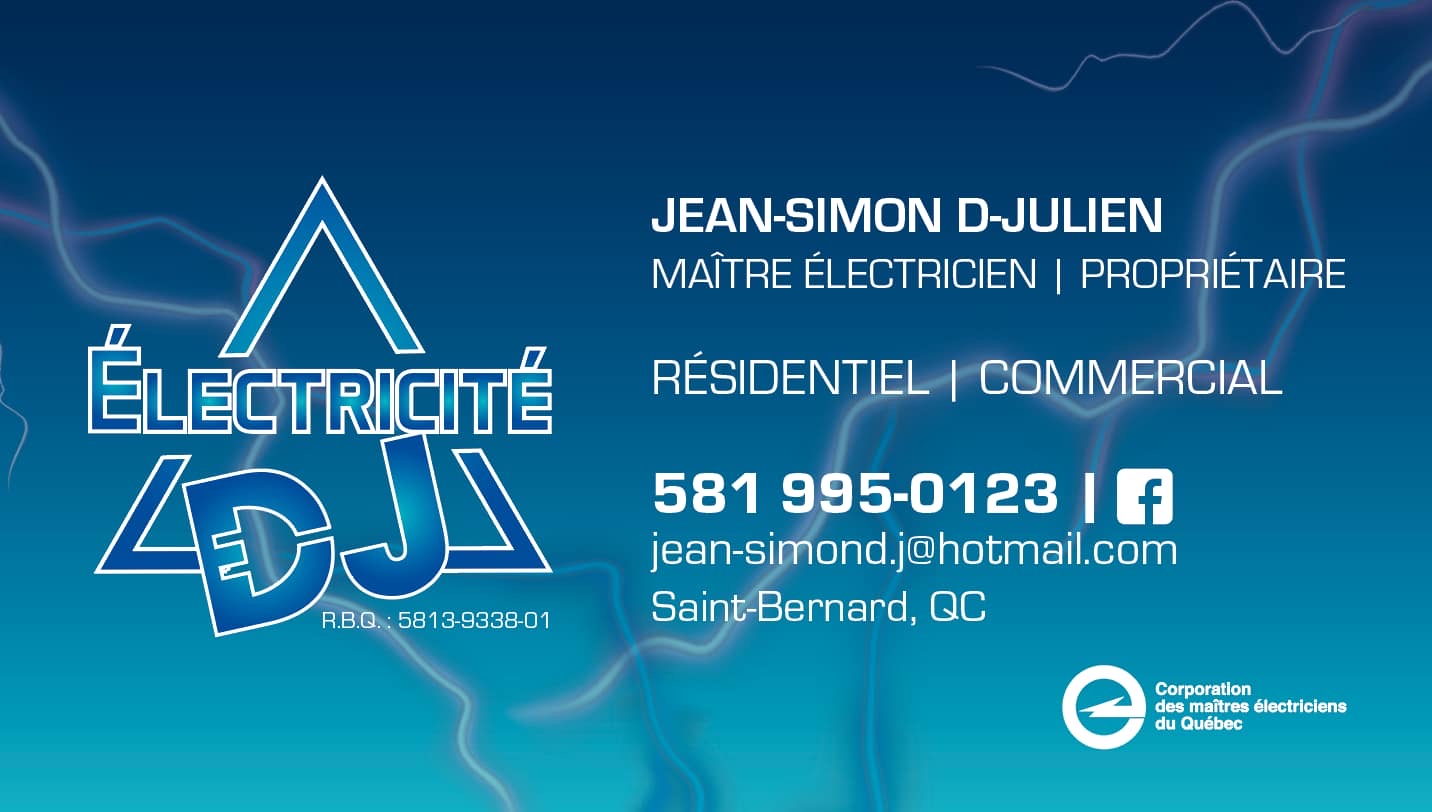 ÉLECTRICITÉ
DJ
R.B.Q. : 5813-9338-01
JEAN-SIMON D-JULIEN
MAÎTRE ÉLECTRICIEN | PROPRIÉTAIRE
RÉSIDENTIEL | COMMERCIAL
581 995-0123 |
jean-simond.j@hotmail.com
Saint-Bernard, QC
Corporation
des maîtres électriciens
du Québec